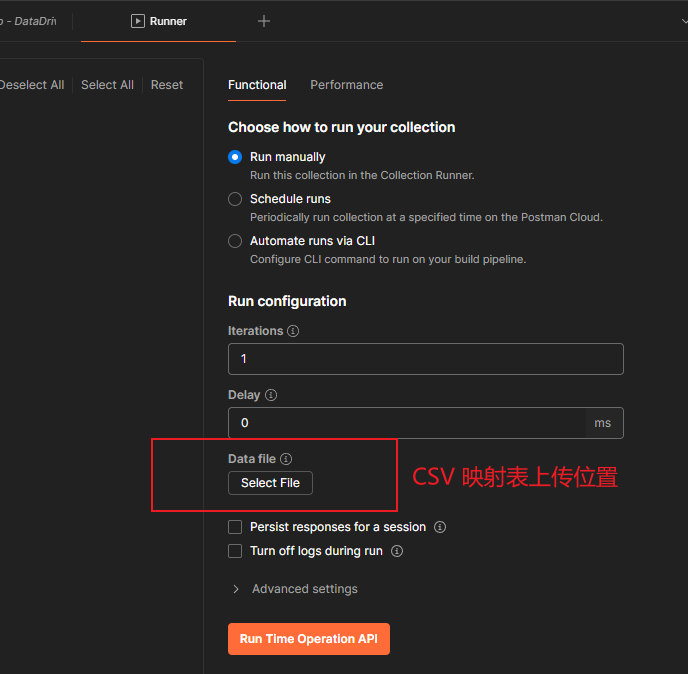 o - DataDriv
Runner
Deselect All
Select All
Reset
Functional
Performance
Choose how to run your collection
Run manually
Run this collection in the Collection Runner.
Schedule runs
Periodically run collection at a specified time on the Postman Cloud.
Automate runs via CLI
Configure CLI command to run on your build pipeline.
Run configuration
Iterations
1
Delay
0
ms
Data file
Select File
CSV 映射表上传位置
Persist responses for a session
Turn off logs during run
Advanced settings
Run Time Operation API